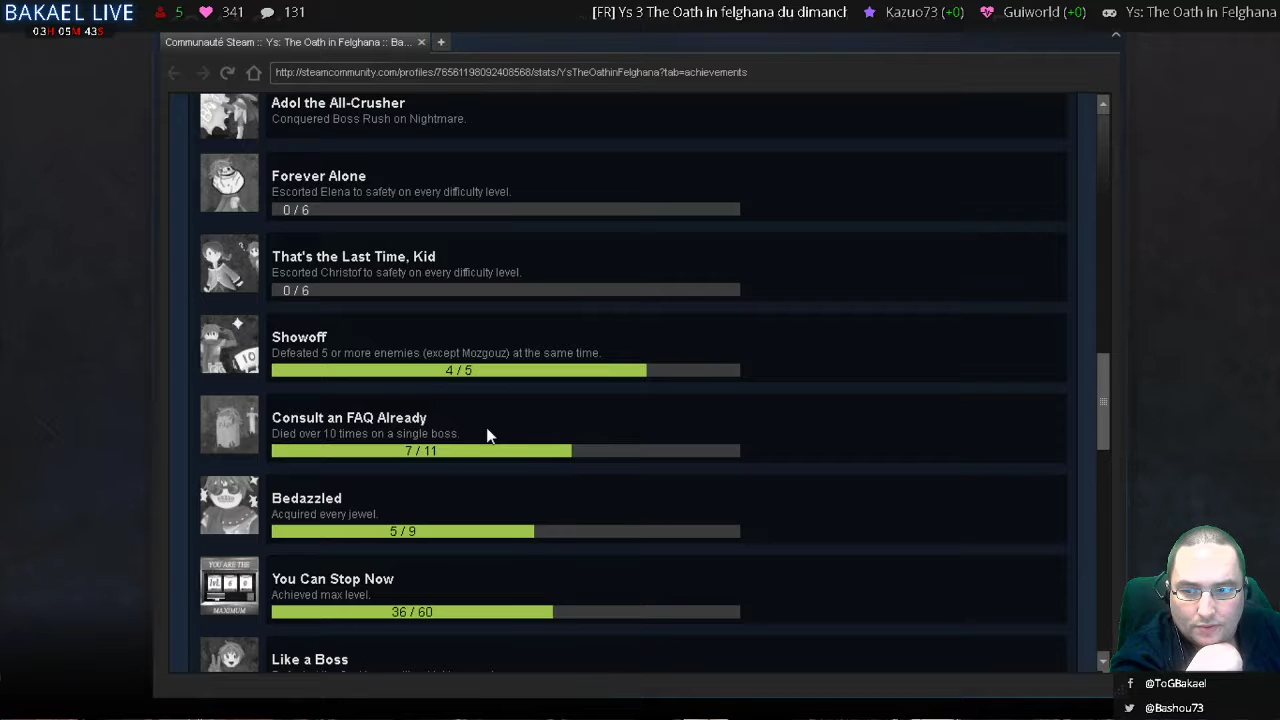 BAKAEL LIVE
5 341 131
[FR] Ys 3 The Oath in felghana du dimanch
Kazuo73 (+0) Guiworld (+0) Ys: The Oath in Felghana
03H 05M 43S
Communauté Steam :: Ys: The Oath in Felghana :: Ba...
http://steamcommunity.com/profiles/76561198092408568/stats/YsTheOathinFelghana?tab=achievements
Adol the All-Crusher
Conquered Boss Rush on Nightmare.
Forever Alone
Escorted Elena to safety on every difficulty level.
0 / 6
That's the Last Time, Kid
Escorted Christof to safety on every difficulty level.
0 / 6
Showoff
Defeated 5 or more enemies (except Mozgouz) at the same time.
4 / 5
10
Consult an FAQ Already
Died over 10 times on a single boss.
7 / 11
Bedazzled
Acquired every jewel.
5 / 9
YOU ARE THE
MAXIMUM
You Can Stop Now
Achieved max level.
36 / 60
Like a Boss
@ToGBakael
@Bashou73